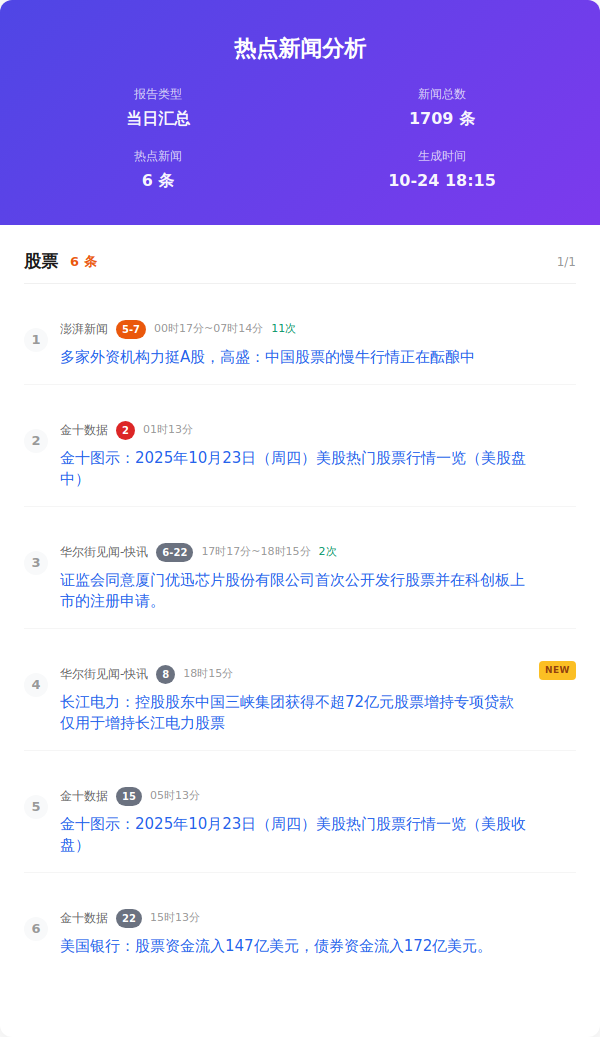 热点新闻分析
报告类型
当日汇总
新闻总数
1709 条
热点新闻
6 条
生成时间
10-24 18:15
股票 6 条 1/1
1
澎湃新闻 5-7 00时17分~07时14分 11次
多家外资机构力挺A股，高盛：中国股票的慢牛行情正在酝酿中
2
金十数据 2 01时13分
金十图示：2025年10月23日（周四）美股热门股票行情一览（美股盘
中）
3
华尔街见闻-快讯 6-22 17时17分~18时15分 2次
证监会同意厦门优迅芯片股份有限公司首次公开发行股票并在科创板上
市的注册申请。
4
华尔街见闻-快讯 8 18时15分 NEW
长江电力：控股股东中国三峡集团获得不超72亿元股票增持专项贷款
仅用于增持长江电力股票
5
金十数据 15 05时13分
金十图示：2025年10月23日（周四）美股热门股票行情一览（美股收
盘）
6
金十数据 22 15时13分
美国银行：股票资金流入147亿美元，债券资金流入172亿美元。